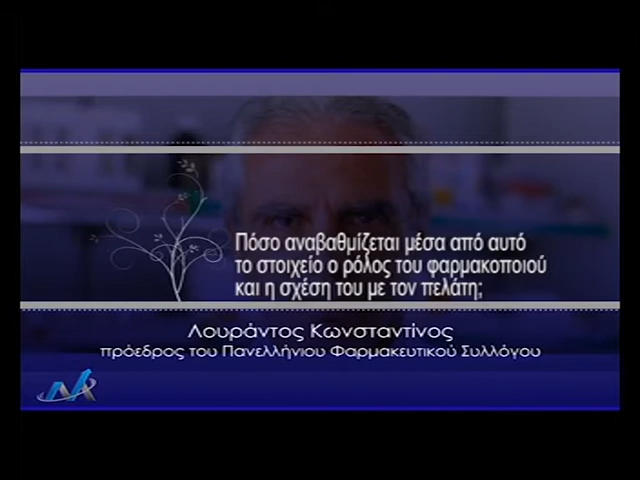 Πόσο αναβαθμίζεται μέσα από αυτό
το στοιχείο ο ρόλος του φαρμακοποιού
και η σχέση του με τον πελάτη;
Λουράντος Κωνσταντίνος
πρόεδρος του Πανελλήνιου Φαρμακευτικού Συλλόγου